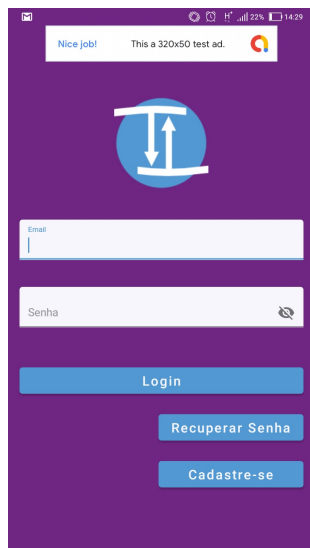 22% 14:29
Nice job! This a 320x50 test ad.
Email
Senha
Login
Recuperar Senha
Cadastre-se